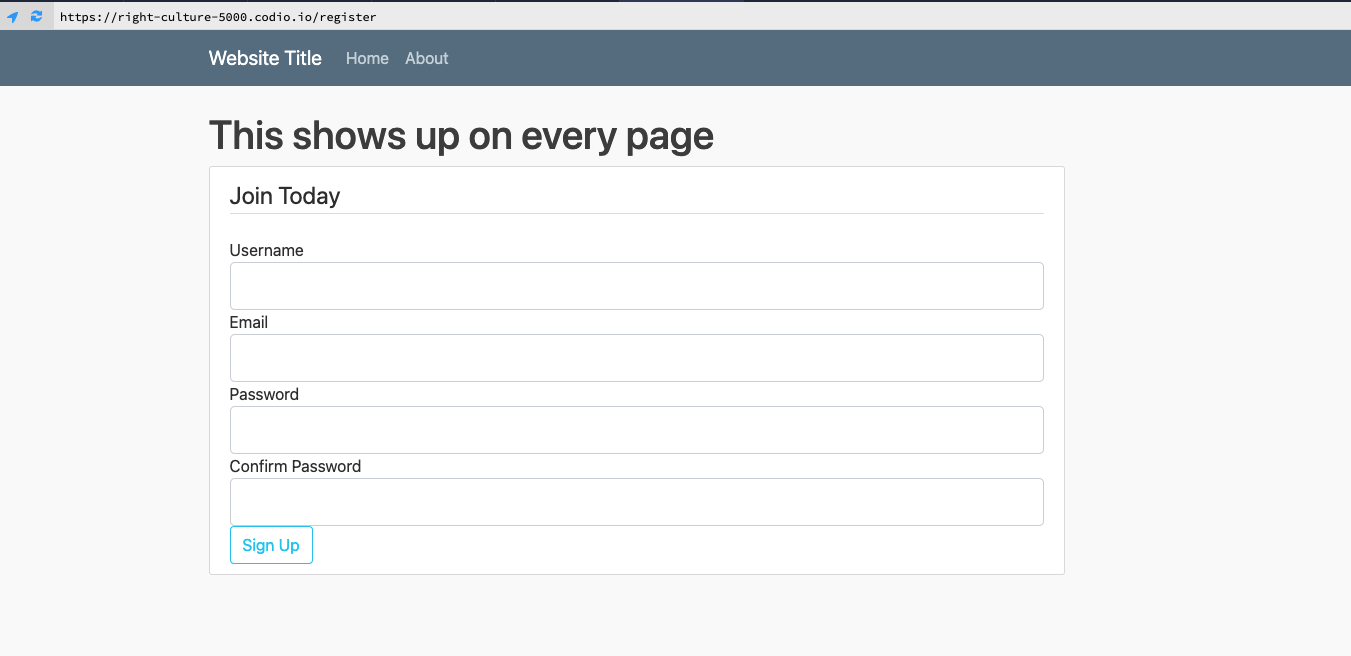 https://right-culture-5000.codio.io/register
Website Title Home About
This shows up on every page
Join Today
Username
Email
Password
Confirm Password
Sign Up